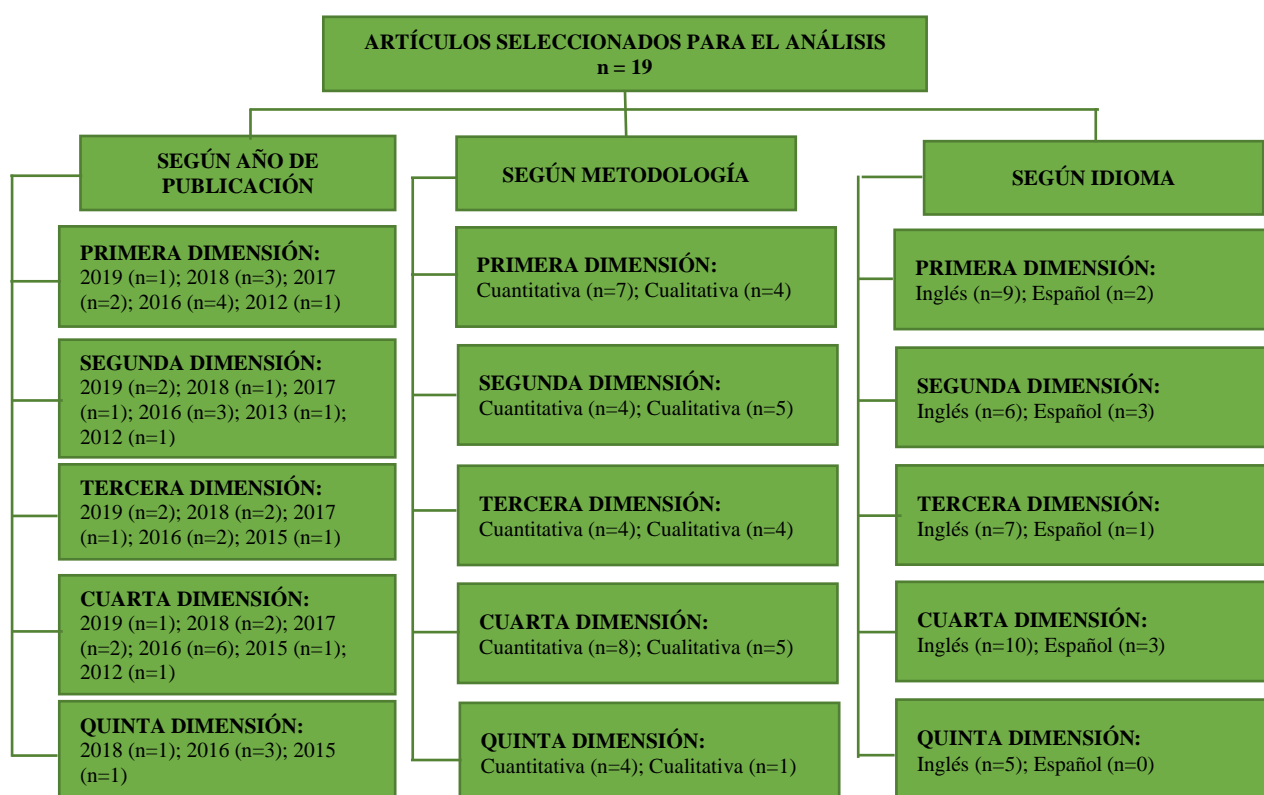 ARTÍCULOS SELECCIONADOS PARA EL ANÁLISIS
n = 19
SEGÚN AÑO DE
PUBLICACIÓN
PRIMERA DIMENSIÓN:
2019 (n=1); 2018 (n=3); 2017
(n=2); 2016 (n=4); 2012 (n=1)
SEGUNDA DIMENSIÓN:
2019 (n=2); 2018 (n=1); 2017
(n=1); 2016 (n=3); 2013 (n=1);
2012 (n=1)
TERCERA DIMENSIÓN:
2019 (n=2); 2018 (n=2); 2017
(n=1); 2016 (n=2); 2015 (n=1)
CUARTA DIMENSIÓN:
2019 (n=1); 2018 (n=2); 2017
(n=2); 2016 (n=6); 2015 (n=1);
2012 (n=1)
QUINTA DIMENSIÓN:
2018 (n=1); 2016 (n=3); 2015
(n=1)
SEGÚN METODOLOGÍA
PRIMERA DIMENSIÓN:
Cuantitativa (n=7); Cualitativa (n=4)
SEGUNDA DIMENSIÓN:
Cuantitativa (n=4); Cualitativa (n=5)
TERCERA DIMENSIÓN:
Cuantitativa (n=4); Cualitativa (n=4)
CUARTA DIMENSIÓN:
Cuantitativa (n=8); Cualitativa (n=5)
QUINTA DIMENSIÓN:
Cuantitativa (n=4); Cualitativa (n=1)
SEGÚN IDIOMA
PRIMERA DIMENSIÓN:
Inglés (n=9); Español (n=2)
SEGUNDA DIMENSIÓN:
Inglés (n=6); Español (n=3)
TERCERA DIMENSIÓN:
Inglés (n=7); Español (n=1)
CUARTA DIMENSIÓN:
Inglés (n=10); Español (n=3)
QUINTA DIMENSIÓN:
Inglés (n=5); Español (n=0)